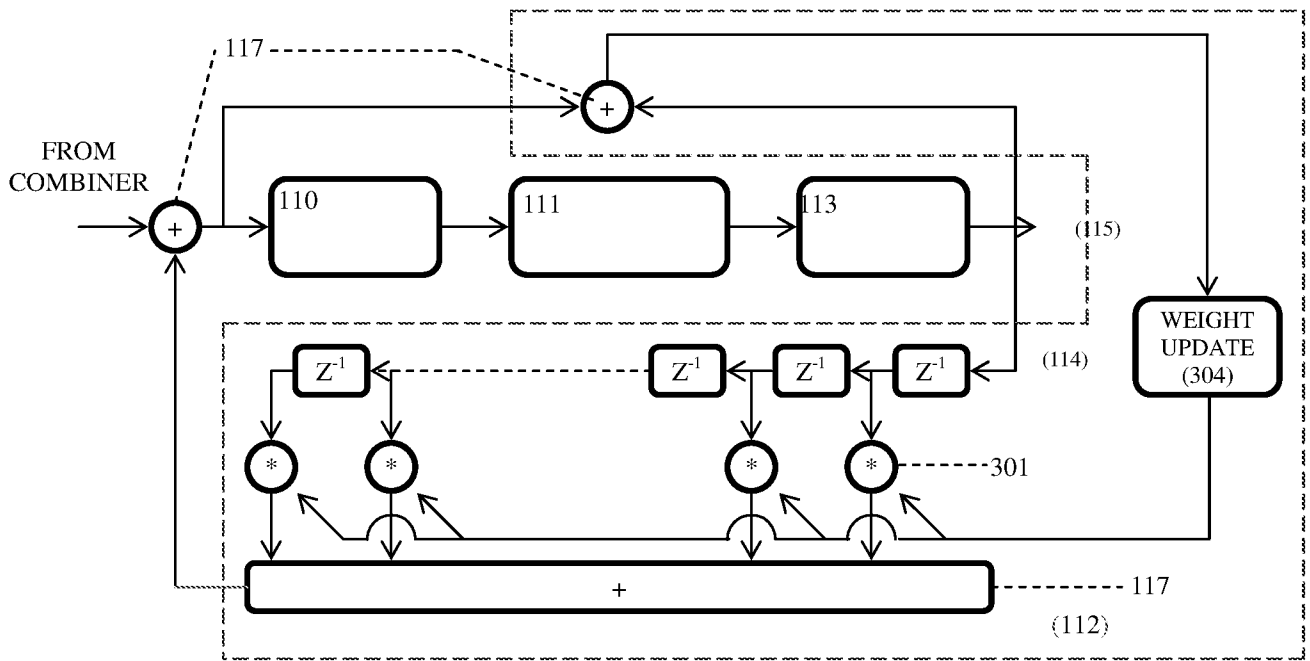 117
+
FROM
COMBINER
+
110
111
113
(115)
WEIGHT
UPDATE
(304)
Z-1
Z-1
Z-1
Z-1
(114)
*
*
*
*
301
+
117
(112)